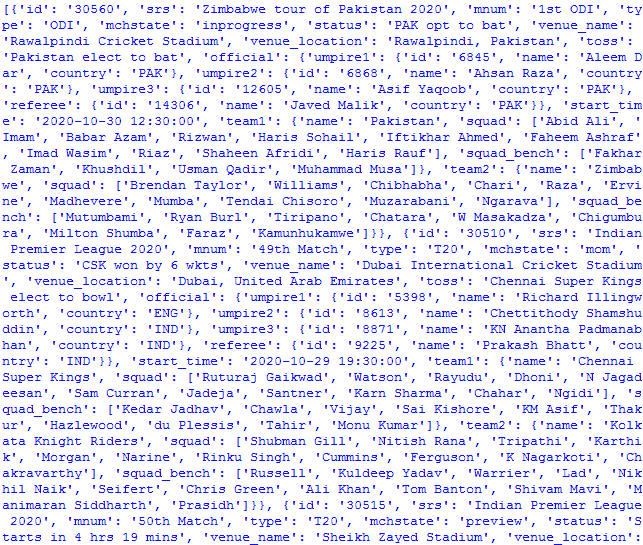 [{'id': '30560', 'srs': 'Zimbabwe tour of Pakistan 2020', 'mnum': '1st ODI', 'ty
pe': 'ODI', 'mchstate': 'inprogress', 'status': 'PAK opt to bat', 'venue_name':
'Rawalpindi Cricket Stadium', 'venue_location': 'Rawalpindi, Pakistan', 'toss':
'Pakistan elect to bat', 'official': {'umpire1': {'id': '6845', 'name': 'Aleem D
ar', 'country': 'PAK'}, 'umpire2': {'id': '6868', 'name': 'Ahsan Raza', 'country
': 'PAK'}, 'umpire3': {'id': '12605', 'name': 'Asif Yaqoob', 'country': 'PAK'},
'referee': {'id': '14306', 'name': 'Javed Malik', 'country': 'PAK'}}, 'start_tim
e': '2020-10-30 12:30:00', 'team1': {'name': 'Pakistan', 'squad': ['Abid Ali', '
Imam', 'Babar Azam', 'Rizwan', 'Haris Sohail', 'Iftikhar Ahmed', 'Faheem Ashraf'
, 'Imad Wasim', 'Riaz', 'Shaheen Afridi', 'Haris Rauf'], 'squad_bench': ['Fakhar
 Zaman', 'Khushdil', 'Usman Qadir', 'Muhammad Musa']}, 'team2': {'name': 'Zimbab
we', 'squad': ['Brendan Taylor', 'Williams', 'Chibhabha', 'Chari', 'Raza', 'Ervi
ne', 'Madhevere', 'Mumba', 'Tendai Chisoro', 'Muzarabani', 'Ngarava'], 'squad_be
nch': ['Mutumbami', 'Ryan Burl', 'Tiripano', 'Chatara', 'W Masakadza', 'Chigumbu
ra', 'Milton Shumba', 'Faraz', 'Kamunhukamwe']}}, {'id': '30510', 'srs': 'Indian
 Premier League 2020', 'mnum': '49th Match', 'type': 'T20', 'mchstate': 'mom', '
status': 'CSK won by 6 wkts', 'venue_name': 'Dubai International Cricket Stadium
', 'venue_location': 'Dubai, United Arab Emirates', 'toss': 'Chennai Super Kings
 elect to bowl', 'official': {'umpire1': {'id': '5398', 'name': 'Richard Illingw
orth', 'country': 'ENG'}, 'umpire2': {'id': '8613', 'name': 'Chettithody Shamshu
ddin', 'country': 'IND'}, 'umpire3': {'id': '8871', 'name': 'KN Anantha Padmanab
han', 'country': 'IND'}, 'referee': {'id': '9225', 'name': 'Prakash Bhatt', 'cou
ntry': 'IND'}}, 'start_time': '2020-10-29 19:30:00', 'team1': {'name': 'Chennai
Super Kings', 'squad': ['Ruturaj Gaikwad', 'Watson', 'Rayudu', 'Dhoni', 'N Jagad
eesan', 'Sam Curran', 'Jadeja', 'Santner', 'Karn Sharma', 'Chahar', 'Ngidi'], 's
quad_bench': ['Kedar Jadhav', 'Chawla', 'Vijay', 'Sai Kishore', 'KM Asif', 'Thak
ur', 'Hazlewood', 'du Plessis', 'Tahir', 'Monu Kumar']}, 'team2': {'name': 'Kolk
ata Knight Riders', 'squad': ['Shubman Gill', 'Nitish Rana', 'Tripathi', 'Karthi
k', 'Morgan', 'Narine', 'Rinku Singh', 'Cummins', 'Ferguson', 'K Nagarkoti', 'Ch
akravarthy'], 'squad_bench': ['Russell', 'Kuldeep Yadav', 'Warrier', 'Lad', 'Nik
hil Naik', 'Seifert', 'Chris Green', 'Ali Khan', 'Tom Banton', 'Shivam Mavi', 'M
animaran Siddharth', 'Prasidh']}}, {'id': '30515', 'srs': 'Indian Premier League
 2020', 'mnum': '50th Match', 'type': 'T20', 'mchstate': 'preview', 'status': 'S
tarts in 4 hrs 19 mins', 'venue_name': 'Sheikh Zayed Stadium', 'venue_location':